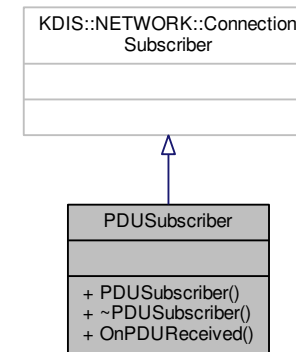 KDIS::NETWORK::Connection
Subscriber
PDUSubscriber
+ PDUSubscriber()
+ ~PDUSubscriber()
+ OnPDUReceived()